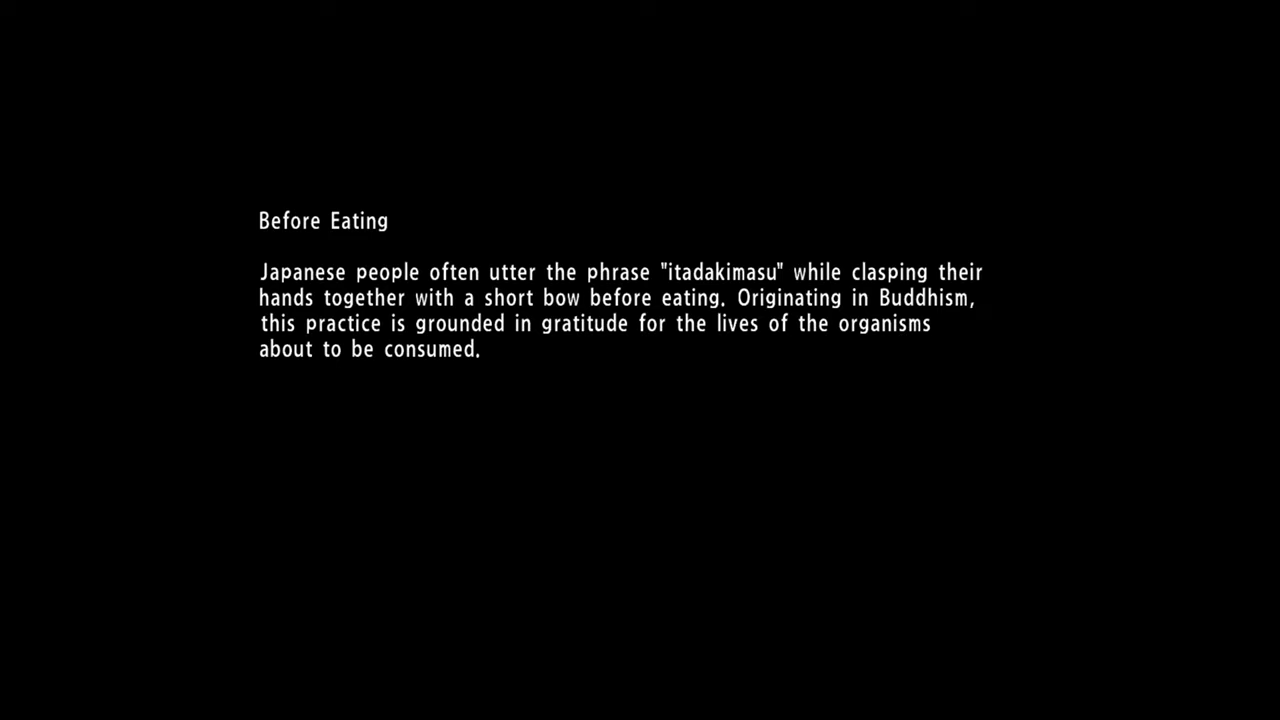 Before Eating
Japanese people often utter the phrase "itadakimasu" while clasping their
hands together with a short bow before eating. Originating in Buddhism,
this practice is grounded in gratitude for the lives of the organisms
about to be consumed.